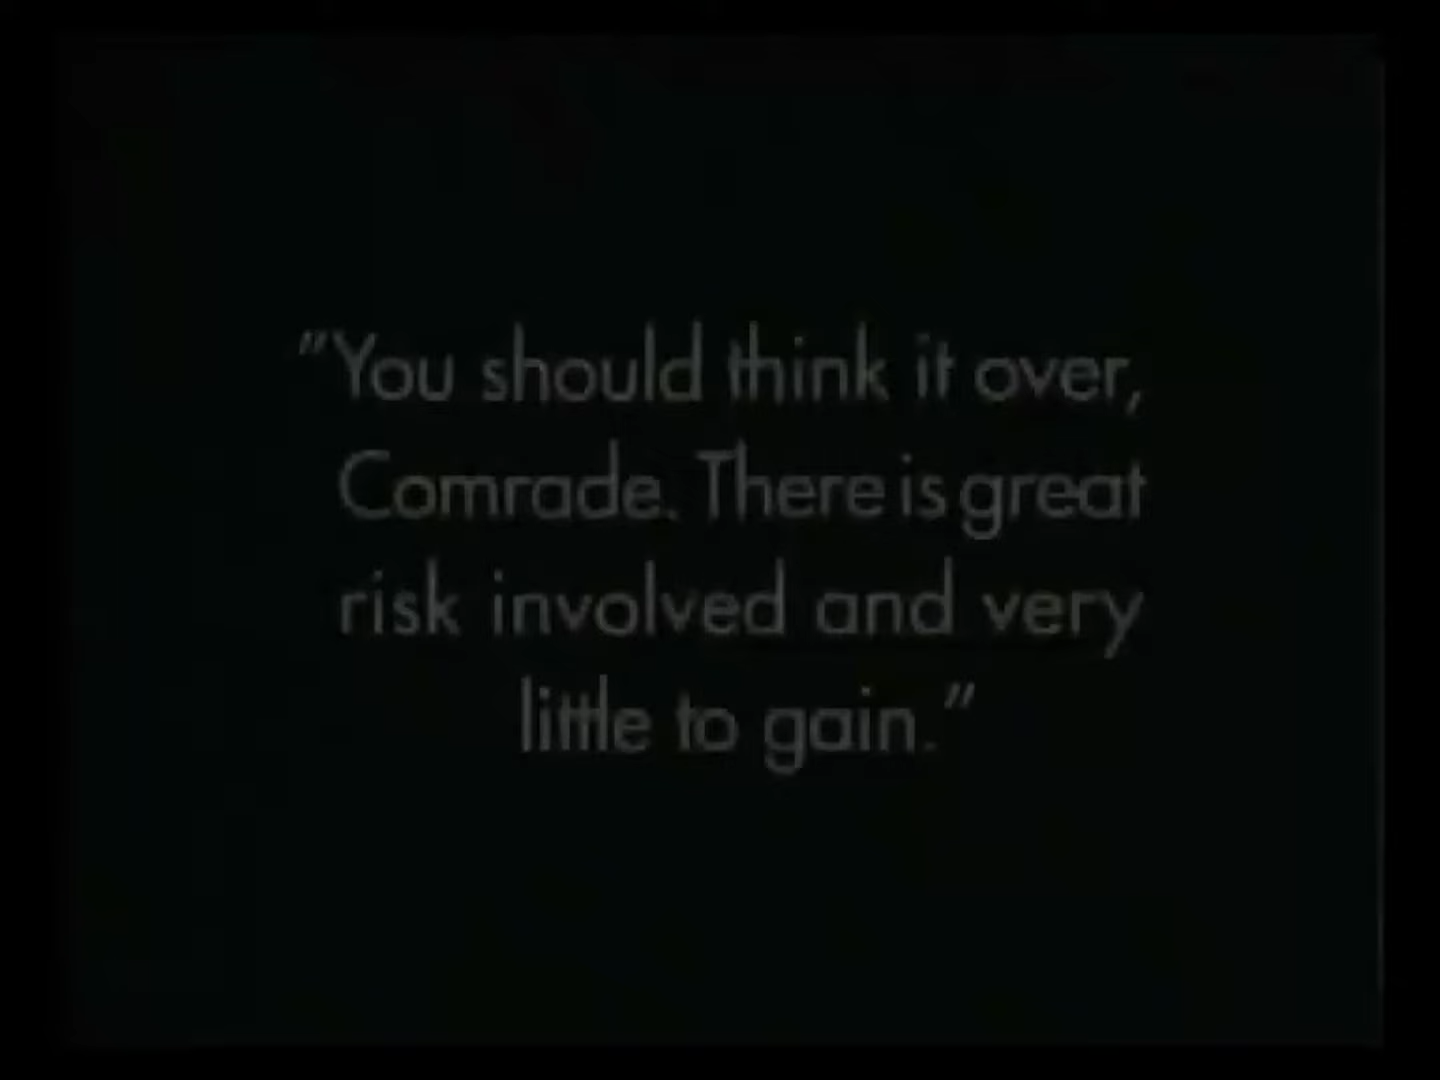 "You should think it over,
Comrade. There is great
risk involved and very
little to gain."